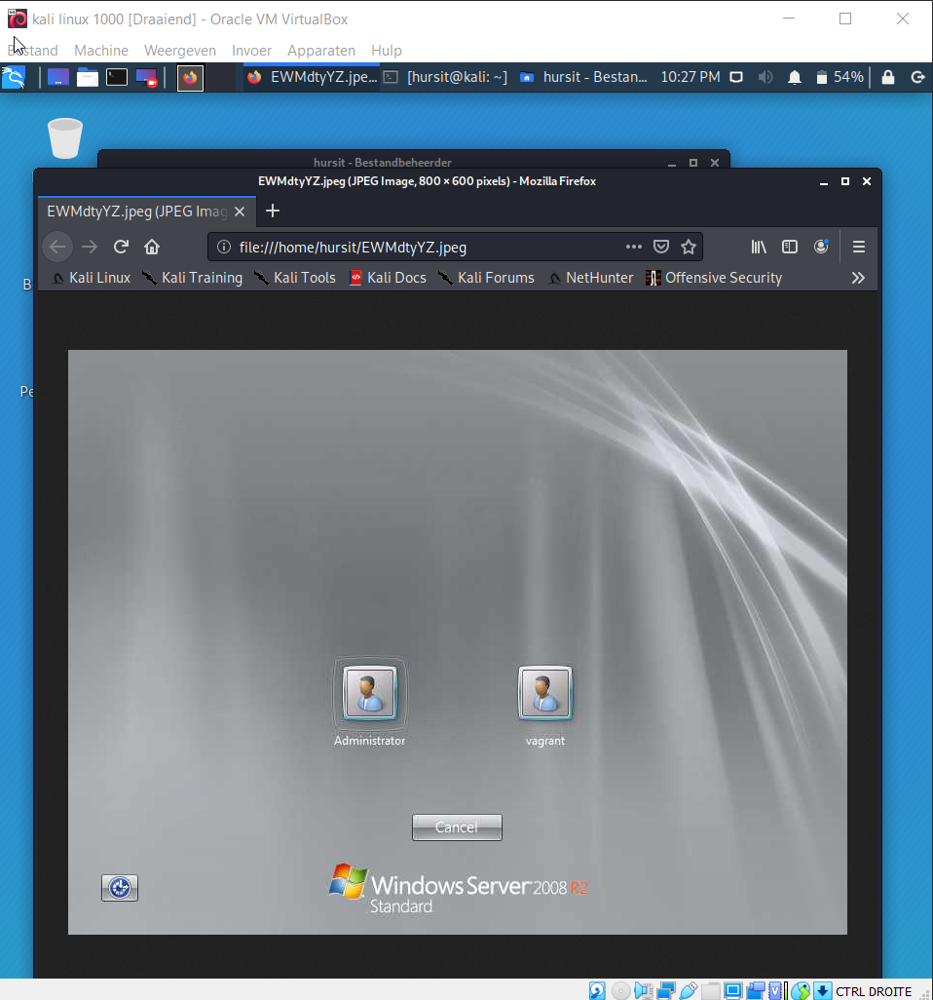 kali linux 1000 [Draaiend] - Oracle VM VirtualBox
Bestand Machine Weergeven Invoer Apparaten Hulp
EWMdtyYZ.jpe... [hursit@kali: ~] hursit - Bestan... 10:27 PM 54%
hursit - Bestandbeheerder
EWMdtyYZ.jpeg (JPEG Image, 800 × 600 pixels) - Mozilla Firefox
EWMdtyYZ.jpeg (JPEG Imag
file:///home/hursit/EWMdtyYZ.jpeg
B Kali Linux Kali Training Kali Tools Kali Docs Kali Forums NetHunter Offensive Security
Pe
Administrator vagrant
Cancel
Windows Server 2008 R2
Standard
CTRL DROITE